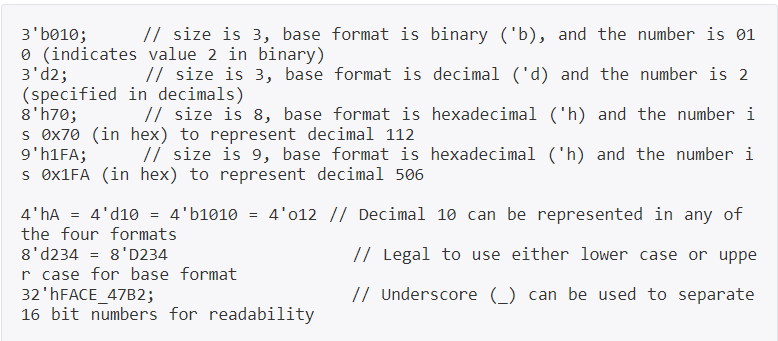 3'b010;      // size is 3, base format is binary ('b), and the number is 01
0 (indicates value 2 in binary)
3'd2;        // size is 3, base format is decimal ('d) and the number is 2
(specified in decimals)
8'h70;       // size is 8, base format is hexadecimal ('h) and the number i
s 0x70 (in hex) to represent decimal 112
9'h1FA;      // size is 9, base format is hexadecimal ('h) and the number i
s 0x1FA (in hex) to represent decimal 506
4'hA = 4'd10 = 4'b1010 = 4'o12 // Decimal 10 can be represented in any of
the four formats
8'd234 = 8'D234                   // Legal to use either lower case or uppe
r case for base format
32'hFACE_47B2;                    // Underscore (_) can be used to separate
16 bit numbers for readability